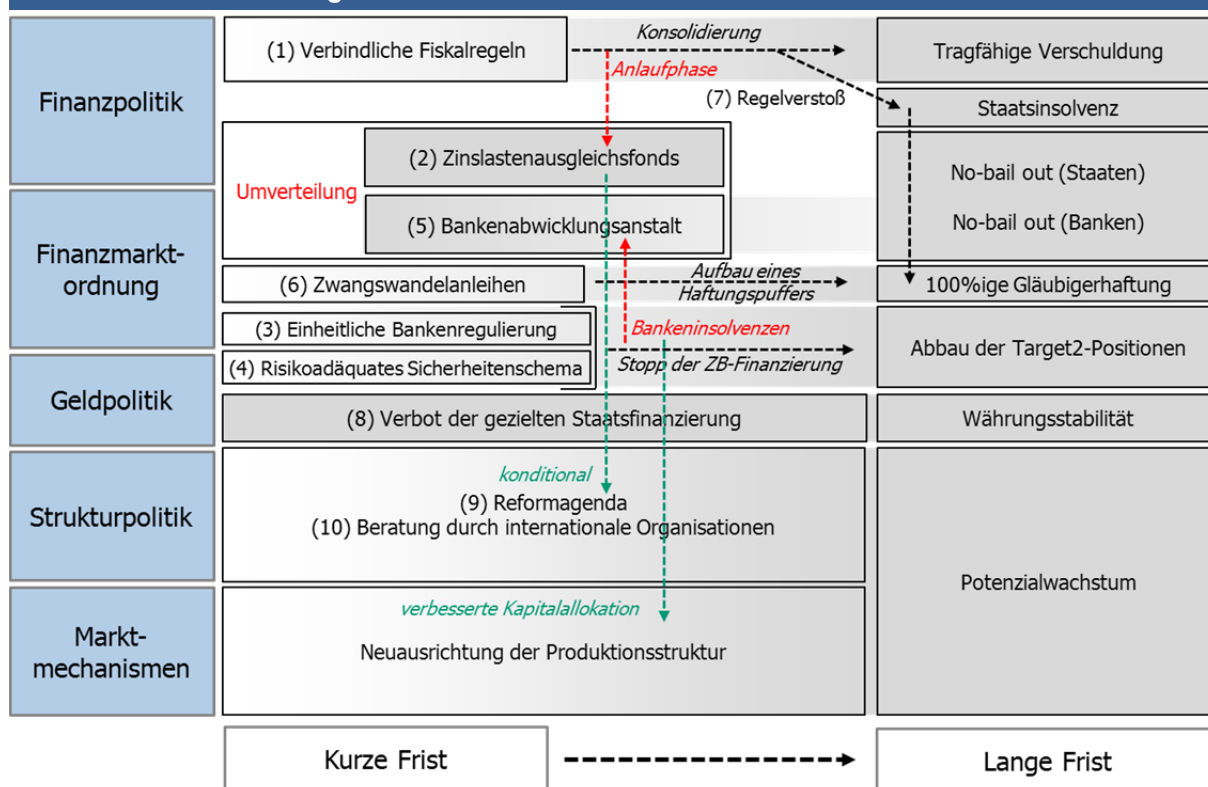 Finanzpolitik
(1) Verbindliche Fiskalregeln
Konsolidierung
Anlaufphase
(7) Regelverstoß
Tragfähige Verschuldung
Staatsinsolvenz
Umverteilung
(2) Zinslastenausgleichsfonds
(5) Bankenabwicklungsanstalt
No-bail out (Staaten)
No-bail out (Banken)
Finanzmarkt-
ordnung
(6) Zwangswandelanleihen
Aufbau eines
Haftungspuffers
100%ige Gläubigerhaftung
(3) Einheitliche Bankenregulierung
(4) Risikoadäquates Sicherheitenschema
Bankeninsolvenzen
Stopp der ZB-Finanzierung
Abbau der Target2-Positionen
Geldpolitik
(8) Verbot der gezielten Staatsfinanzierung
Währungsstabilität
Strukturpolitik
konditional
(9) Reformagenda
(10) Beratung durch internationale Organisationen
Potenzialwachstum
Markt-
mechanismen
verbesserte Kapitalallokation
Neuausrichtung der Produktionsstruktur
Kurze Frist
Lange Frist